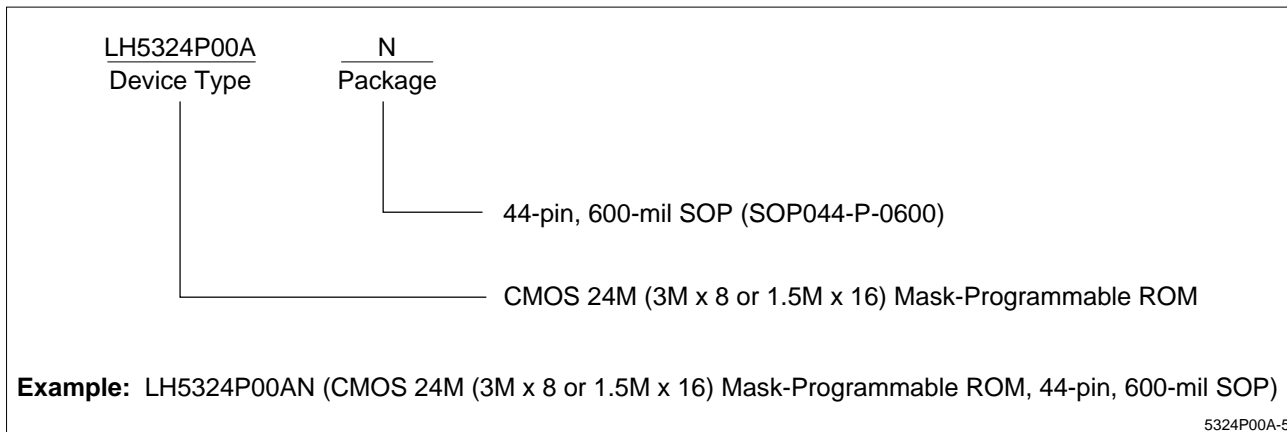 LH5324P00A N
Device Type Package
44-pin, 600-mil SOP (SOP044-P-0600)
CMOS 24M (3M x 8 or 1.5M x 16) Mask-Programmable ROM
Example: LH5324P00AN (CMOS 24M (3M x 8 or 1.5M x 16) Mask-Programmable ROM, 44-pin, 600-mil SOP)
5324P00A-5